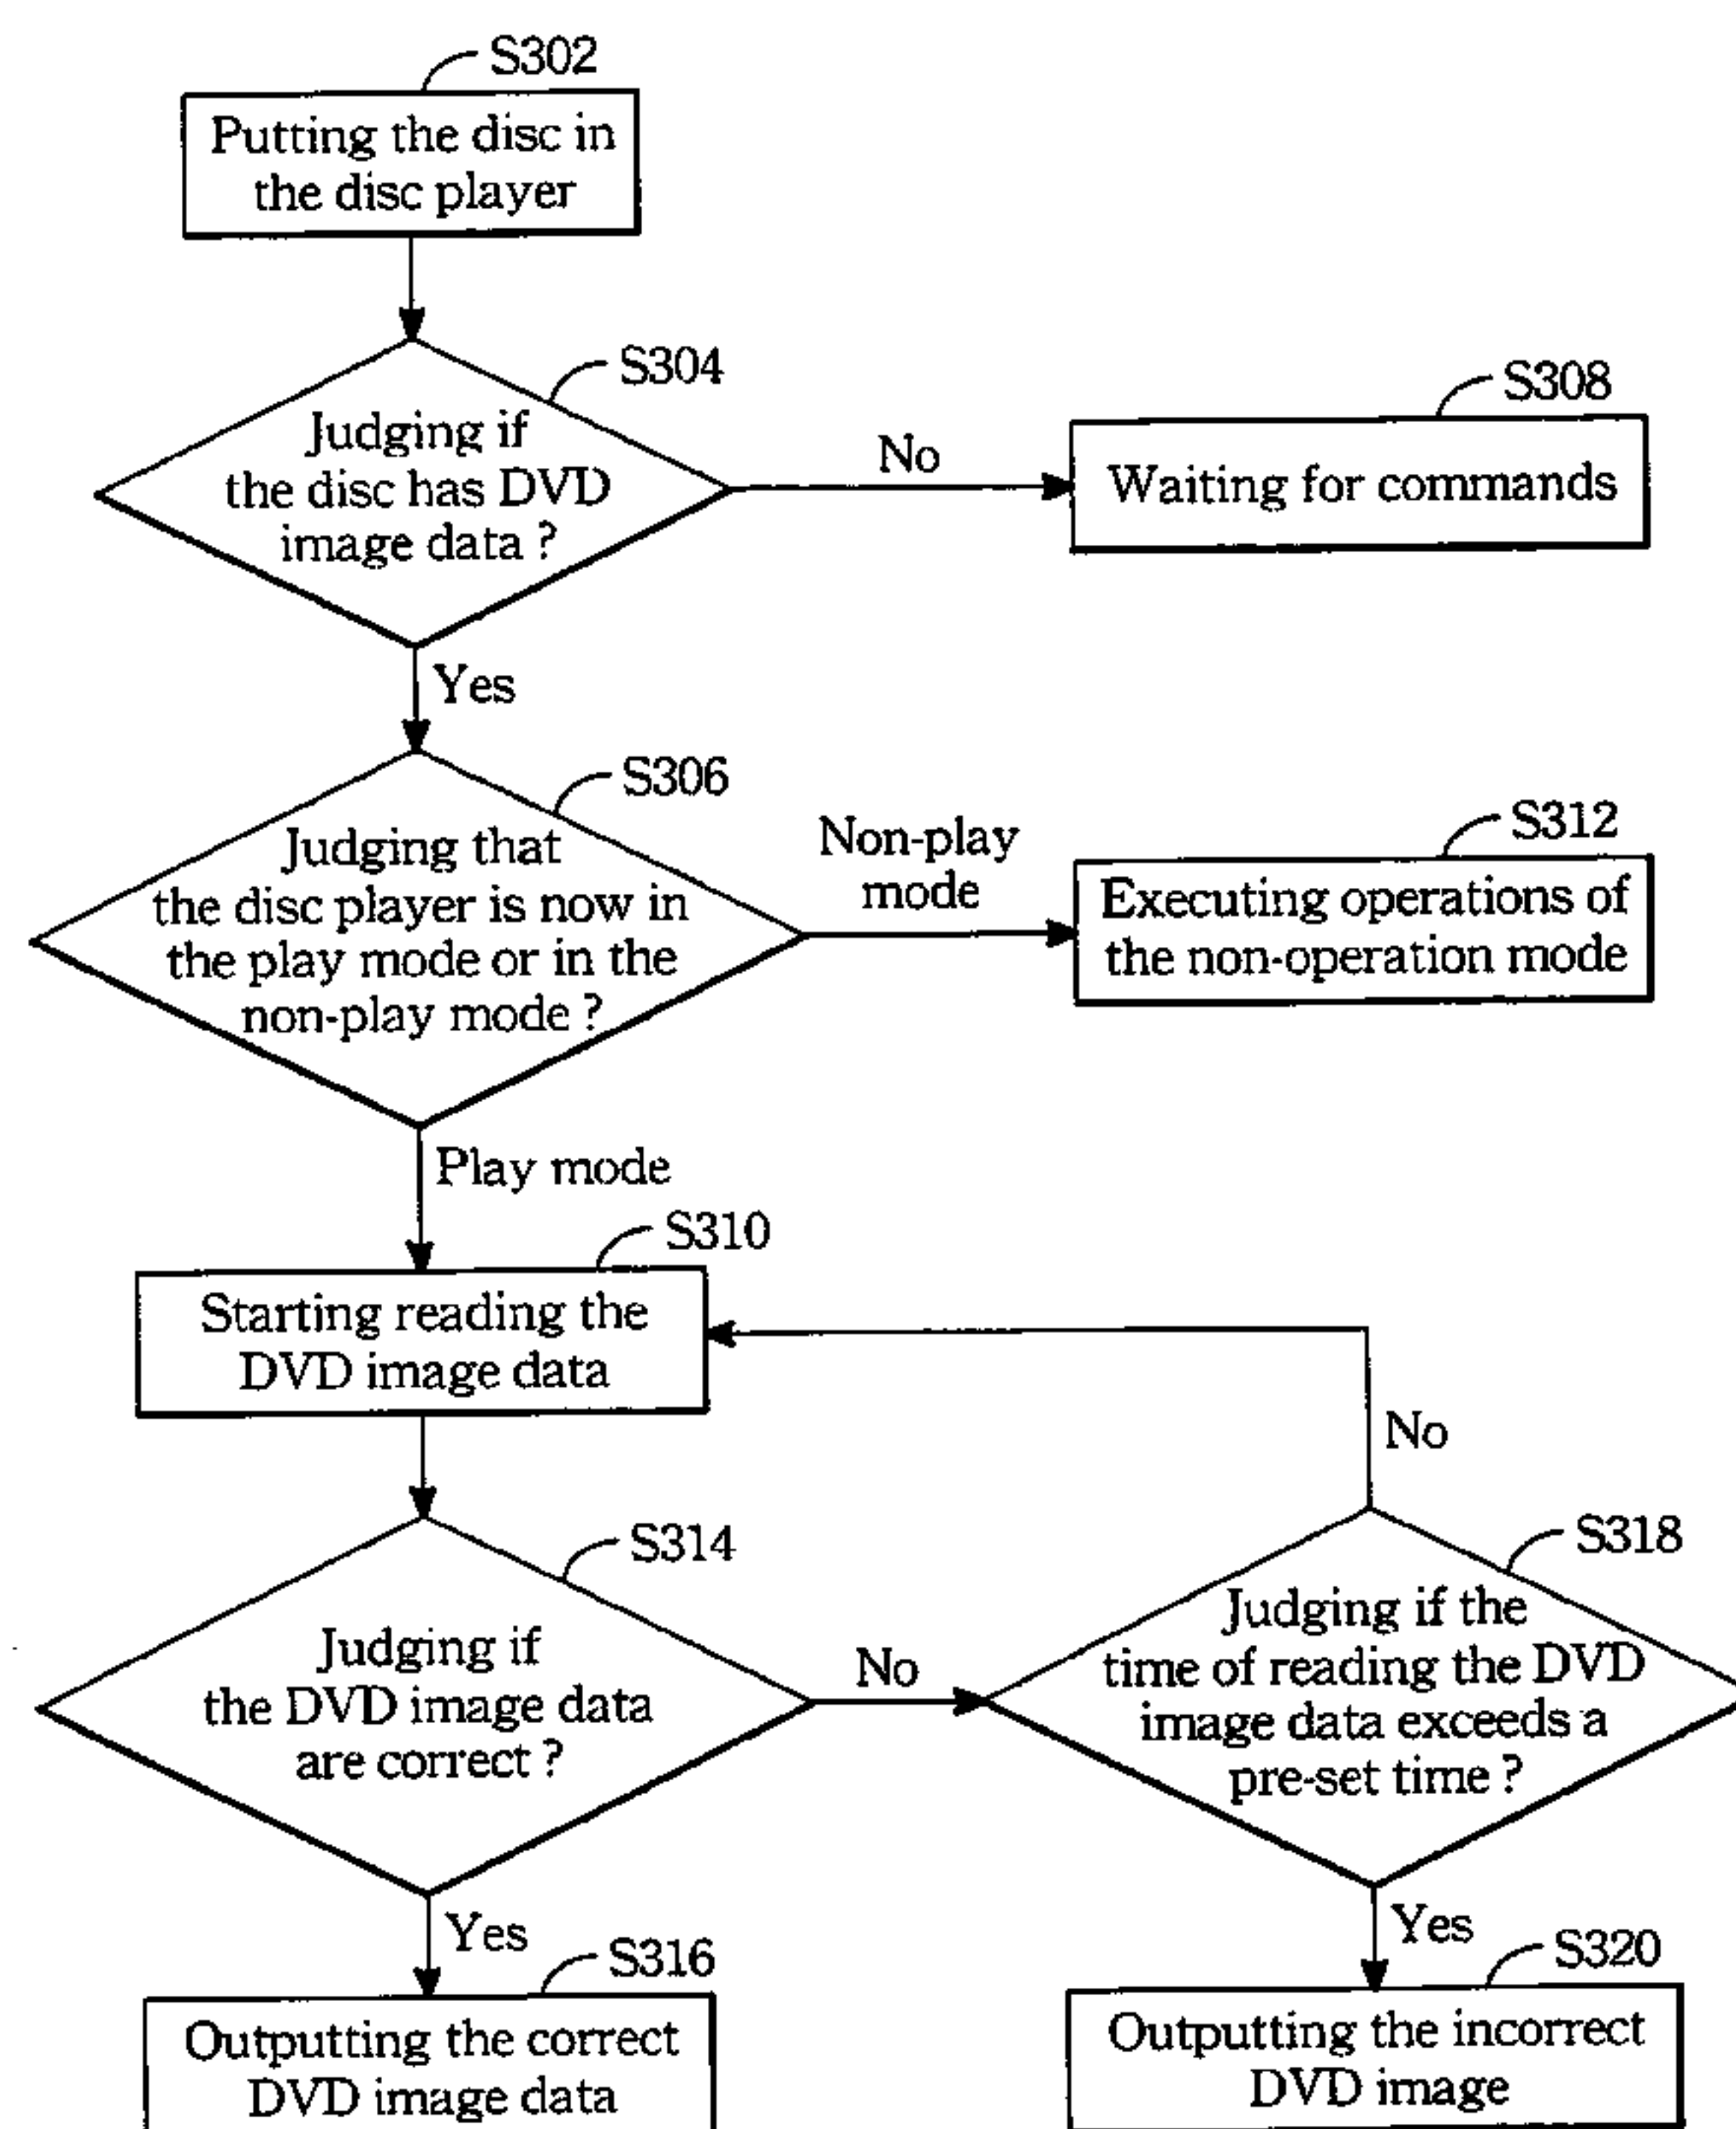 S302
Putting the disc in
the disc player
S304
Judging if
the disc has DVD
image data ?
No
S308
Waiting for commands
Yes
S306
Judging that
the disc player is now in
the play mode or in the
non-play mode ?
Non-play
mode
S312
Executing operations of
the non-operation mode
Play mode
S310
Starting reading the
DVD image data
No
S314
Judging if
the DVD image data
are correct ?
No
S318
Judging if the
time of reading the DVD
image data exceeds a
pre-set time ?
Yes
S316
Outputting the correct
DVD image data
Yes
S320
Outputting the incorrect
DVD image